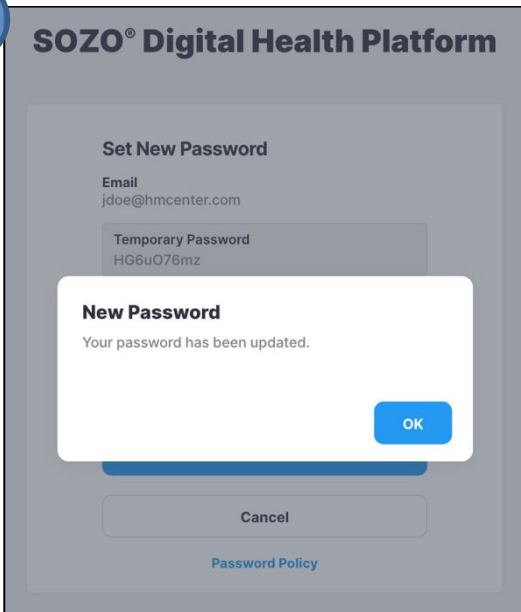 SOZO® Digital Health Platform
Set New Password
Email
jdoe@hmcenter.com
Temporary Password
HG6uO76mz
New Password
Your password has been updated.
OK
Cancel
Password Policy